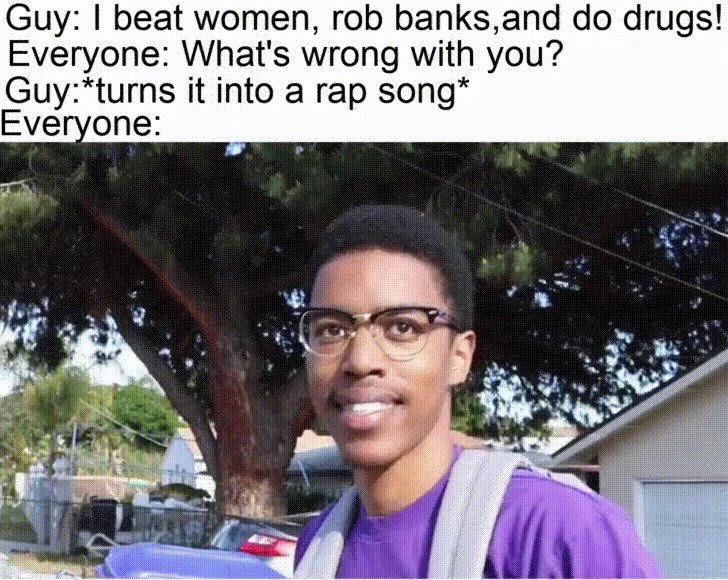 Guy: I beat women, rob banks,and do drugs!
Everyone: What's wrong with you?
Guy:*turns it into a rap song*
Everyone: